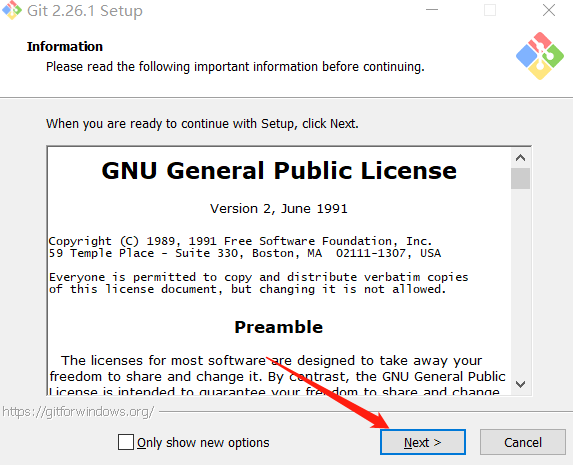 Git 2.26.1 Setup
Information
Please read the following important information before continuing.
When you are ready to continue with Setup, click Next.
GNU General Public License
Version 2, June 1991
Copyright (C) 1989, 1991 Free Software Foundation, Inc.
59 Temple Place - Suite 330, Boston, MA  02111-1307, USA
Everyone is permitted to copy and distribute verbatim copies
of this license document, but changing it is not allowed.
Preamble
The licenses for most software are designed to take away your
freedom to share and change it. By contrast, the GNU General Public
License is intended to guarantee your freedom to share and change
https://gitforwindows.org/
Only show new options
Next >
Cancel